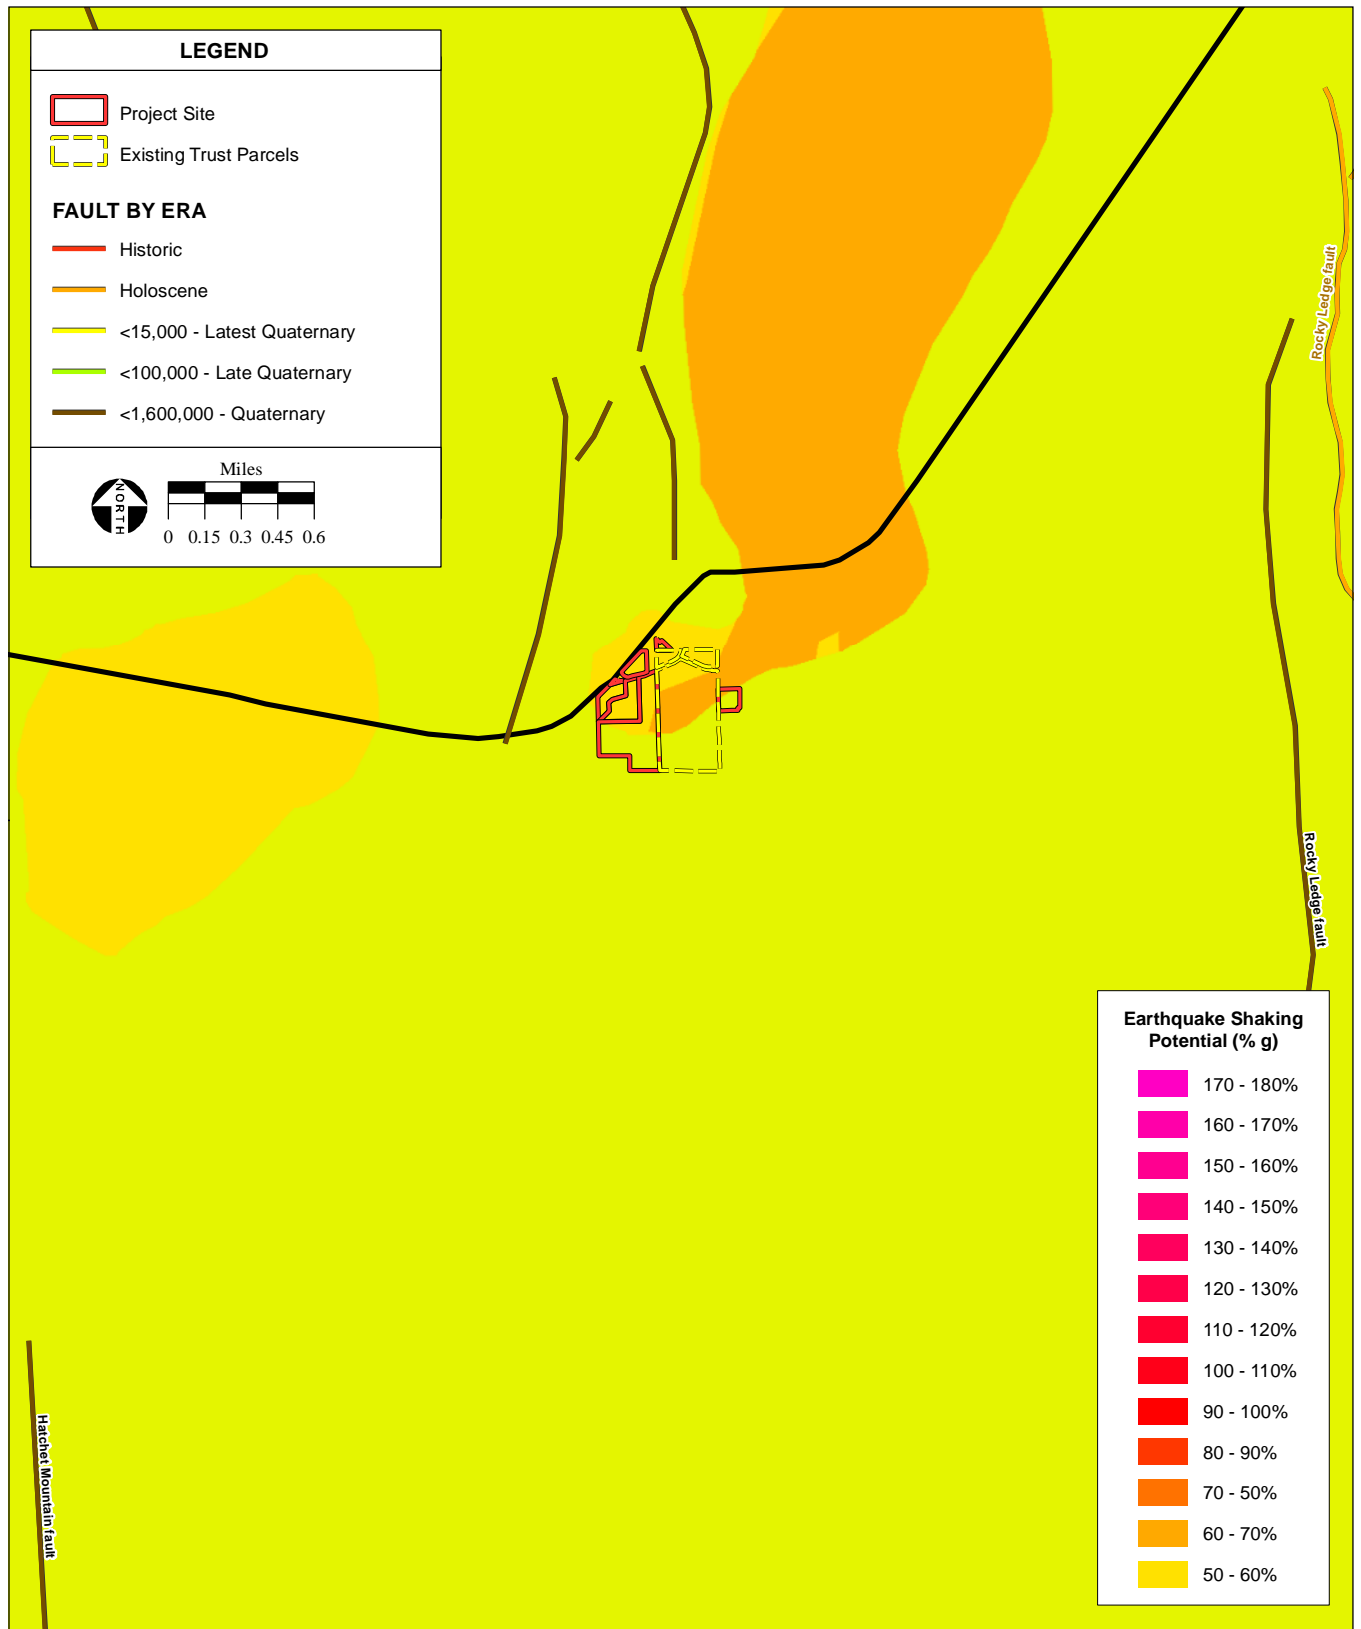 LEGEND
Project Site
Existing Trust Parcels
FAULT BY ERA
Historic
Holoscene
<15,000 - Latest Quaternary
<100,000 - Late Quaternary
<1,600,000 - Quaternary
NORTH
Miles
0 0.15 0.3 0.45 0.6
Rocky Ledge fault
Rocky Ledge fault
Hatchet Mountain fault
Earthquake Shaking
Potential (% g)
170 - 180%
160 - 170%
150 - 160%
140 - 150%
130 - 140%
120 - 130%
110 - 120%
100 - 110%
90 - 100%
80 - 90%
70 - 50%
60 - 70%
50 - 60%